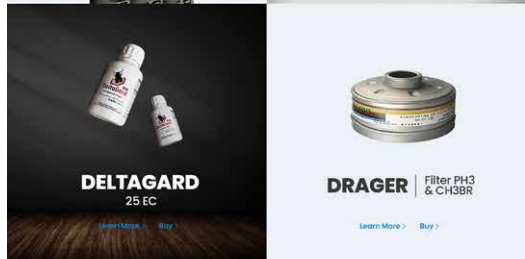 DELTAGARD
25 EC
Learn More > Buy >
DRAGER | Filter PH3
& CH3BR
Learn More > Buy >